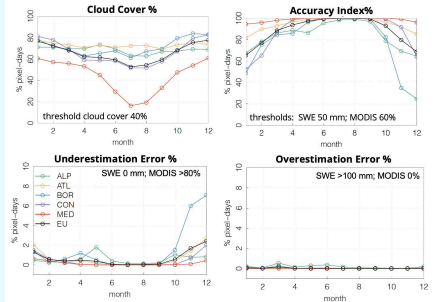 Cloud Cover %
Accuracy Index%
% pixel-days
0 20 40 60 80 100
threshold cloud cover 40%
2 4 6 8 10 12
month
% pixel-days
0 20 40 60 80 100
thresholds: SWE 50 mm; MODIS 60%
2 4 6 8 10 12
month
Underestimation Error %
Overestimation Error %
% pixel-days
0 2 4 6 8 10
SWE 0 mm; MODIS >80%
ALP
ATL
BOR
CON
MED
EU
2 4 6 8 10 12
month
% pixel-days
0 2 4 6 8 10
SWE >100 mm; MODIS 0%
2 4 6 8 10 12
month